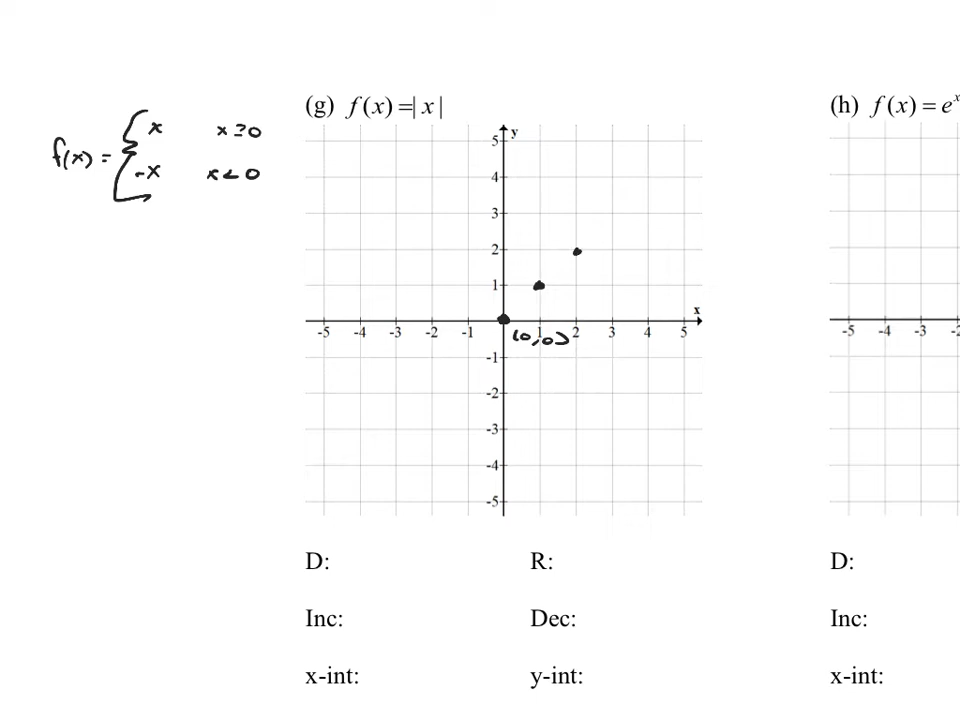 (g) f(x)=|x|
(h) f(x) = e^x
f(x) = { x x ≥ 0
-x x < 0
y
5
4
3
2
1
x
-5 -4 -3 -2 -1 1 2 3 4 5
(0,0)
-1
-2
-3
-4
-5
-5 -4 -3 -2
D: R: D:
Inc: Dec: Inc:
x-int: y-int: x-int: